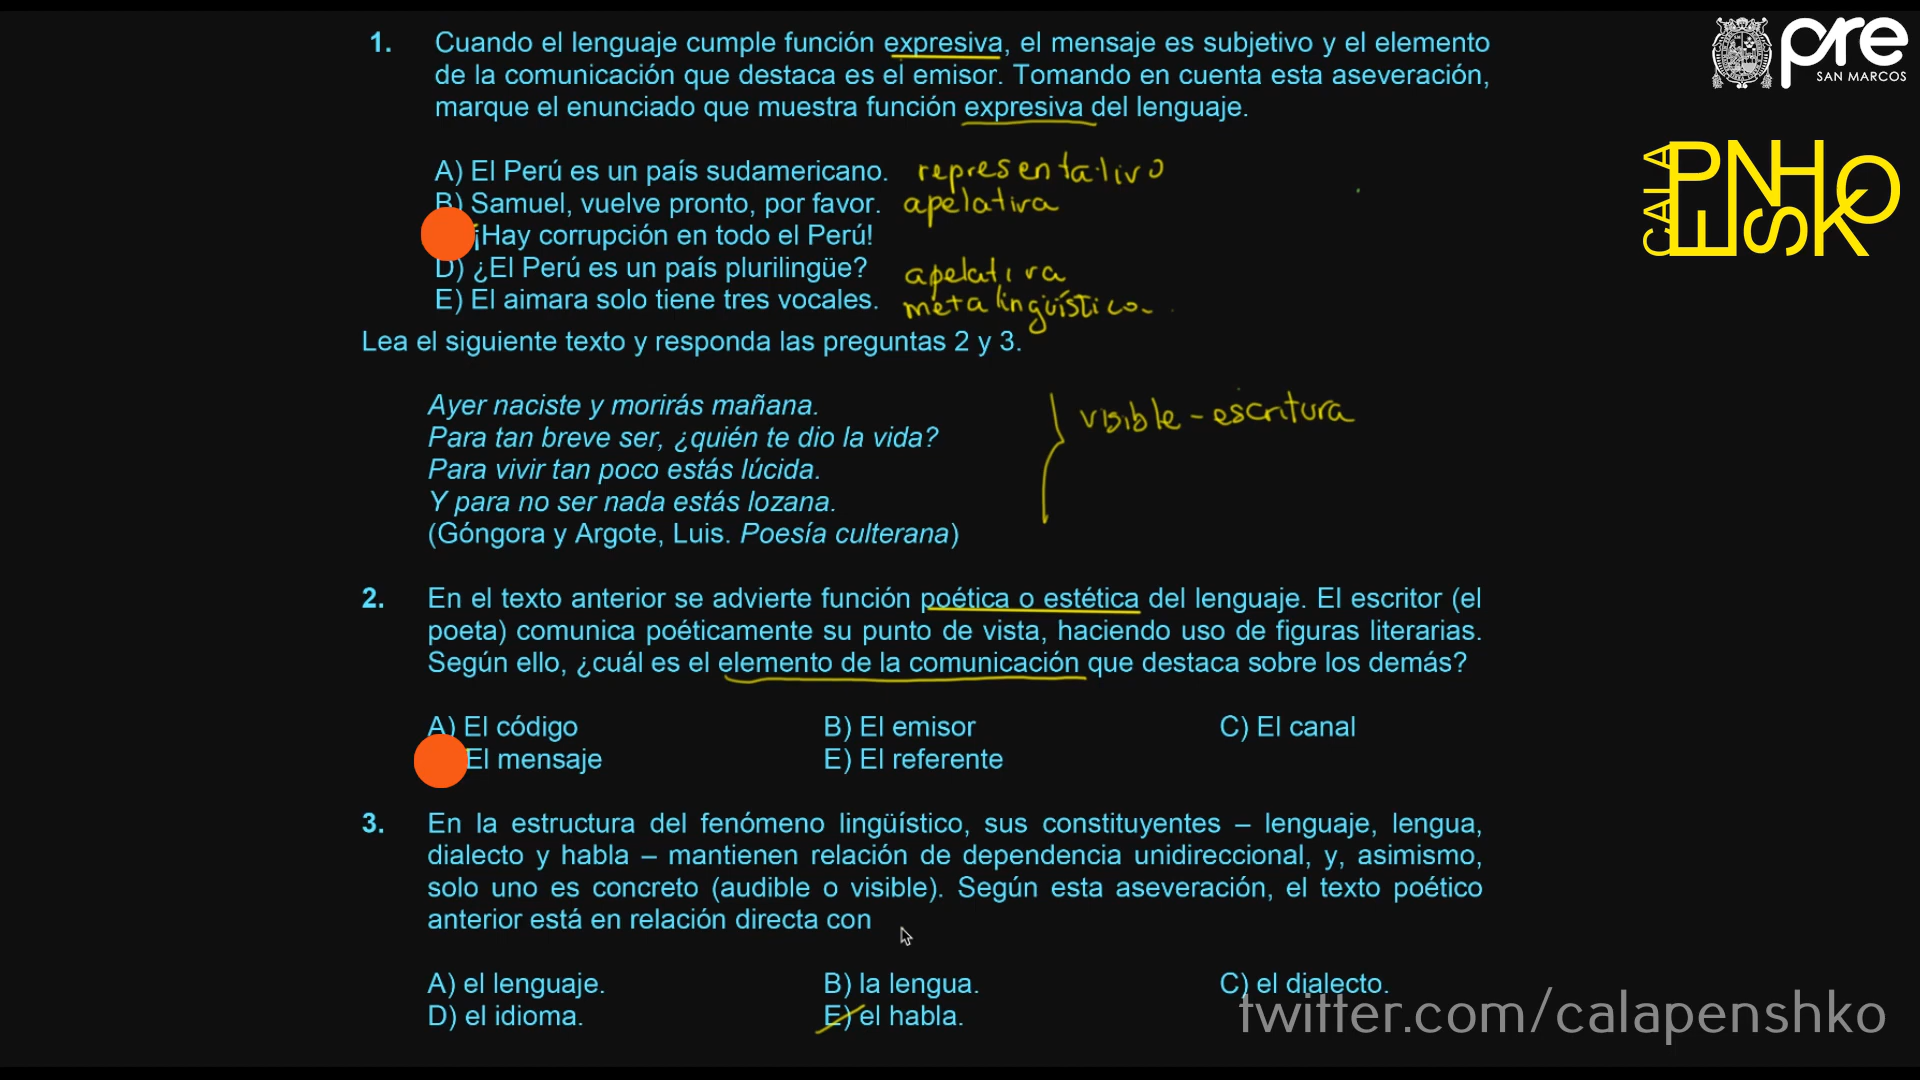 1. Cuando el lenguaje cumple función expresiva, el mensaje es subjetivo y el elemento
de la comunicación que destaca es el emisor. Tomando en cuenta esta aseveración,
marque el enunciado que muestra función expresiva del lenguaje.
A) El Perú es un país sudamericano. representativo
B) Samuel, vuelve pronto, por favor. apelativa
¡Hay corrupción en todo el Perú!
D) ¿El Perú es un país plurilingüe? apelativa
E) El aimara solo tiene tres vocales. metalingüístico-
Lea el siguiente texto y responda las preguntas 2 y 3.
Ayer naciste y morirás mañana. visible - escritura
Para tan breve ser, ¿quién te dio la vida?
Para vivir tan poco estás lúcida.
Y para no ser nada estás lozana.
(Góngora y Argote, Luis. Poesía culterana)
2. En el texto anterior se advierte función poética o estética del lenguaje. El escritor (el
poeta) comunica poéticamente su punto de vista, haciendo uso de figuras literarias.
Según ello, ¿cuál es el elemento de la comunicación que destaca sobre los demás?
A) El código B) El emisor C) El canal
El mensaje E) El referente
3. En la estructura del fenómeno lingüístico, sus constituyentes – lenguaje, lengua,
dialecto y habla – mantienen relación de dependencia unidireccional, y, asimismo,
solo uno es concreto (audible o visible). Según esta aseveración, el texto poético
anterior está en relación directa con
A) el lenguaje. B) la lengua. C) el dialecto.
D) el idioma. E) el habla.
pre
SAN MARCOS
CALA
PENSHKO
twitter.com/calapenshko